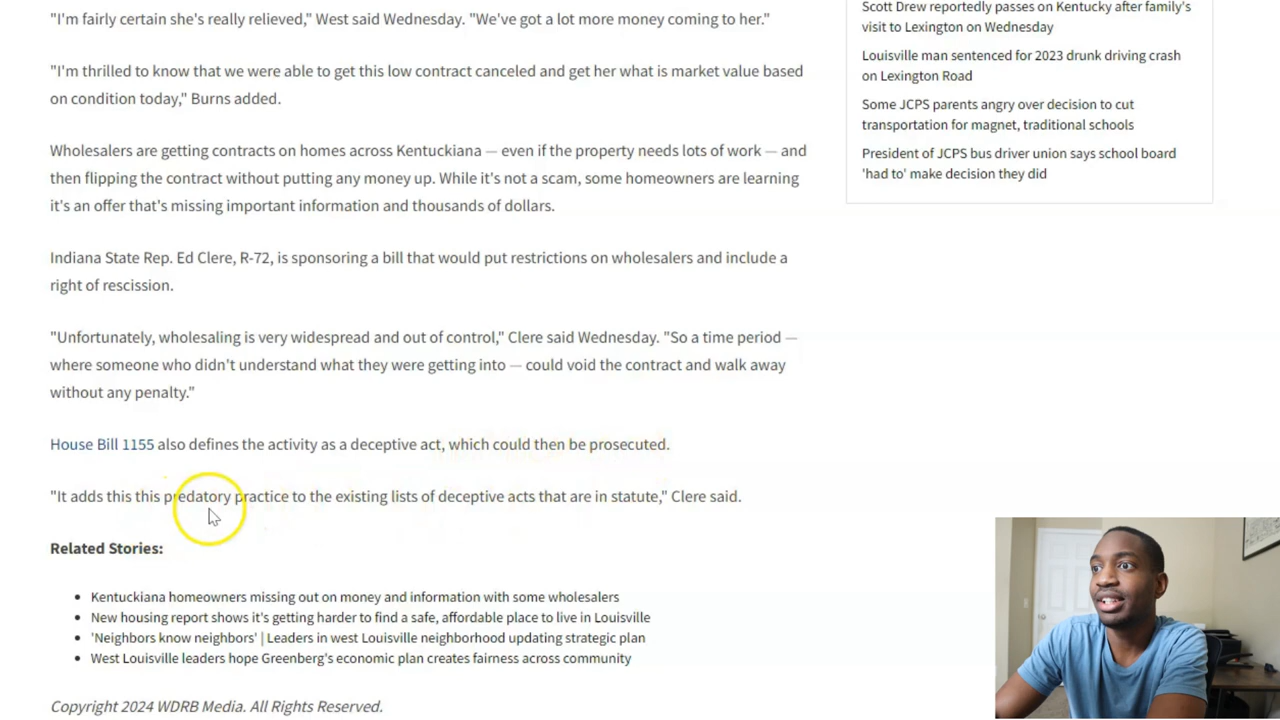 "I'm fairly certain she's really relieved," West said Wednesday. "We've got a lot more money coming to her."
"I'm thrilled to know that we were able to get this low contract canceled and get her what is market value based
on condition today," Burns added.
Wholesalers are getting contracts on homes across Kentuckiana — even if the property needs lots of work — and
then flipping the contract without putting any money up. While it's not a scam, some homeowners are learning
it's an offer that's missing important information and thousands of dollars.
Indiana State Rep. Ed Clere, R-72, is sponsoring a bill that would put restrictions on wholesalers and include a
right of rescission.
"Unfortunately, wholesaling is very widespread and out of control," Clere said Wednesday. "So a time period —
where someone who didn't understand what they were getting into — could void the contract and walk away
without any penalty."
House Bill 1155 also defines the activity as a deceptive act, which could then be prosecuted.
"It adds this this predatory practice to the existing lists of deceptive acts that are in statute," Clere said.
Related Stories:
• Kentuckiana homeowners missing out on money and information with some wholesalers
• New housing report shows it's getting harder to find a safe, affordable place to live in Louisville
• 'Neighbors know neighbors' | Leaders in west Louisville neighborhood updating strategic plan
• West Louisville leaders hope Greenberg's economic plan creates fairness across community
Copyright 2024 WDRB Media. All Rights Reserved.
Scott Drew reportedly passes on Kentucky after family's
visit to Lexington on Wednesday
Louisville man sentenced for 2023 drunk driving crash
on Lexington Road
Some JCPS parents angry over decision to cut
transportation for magnet, traditional schools
President of JCPS bus driver union says school board
'had to' make decision they did